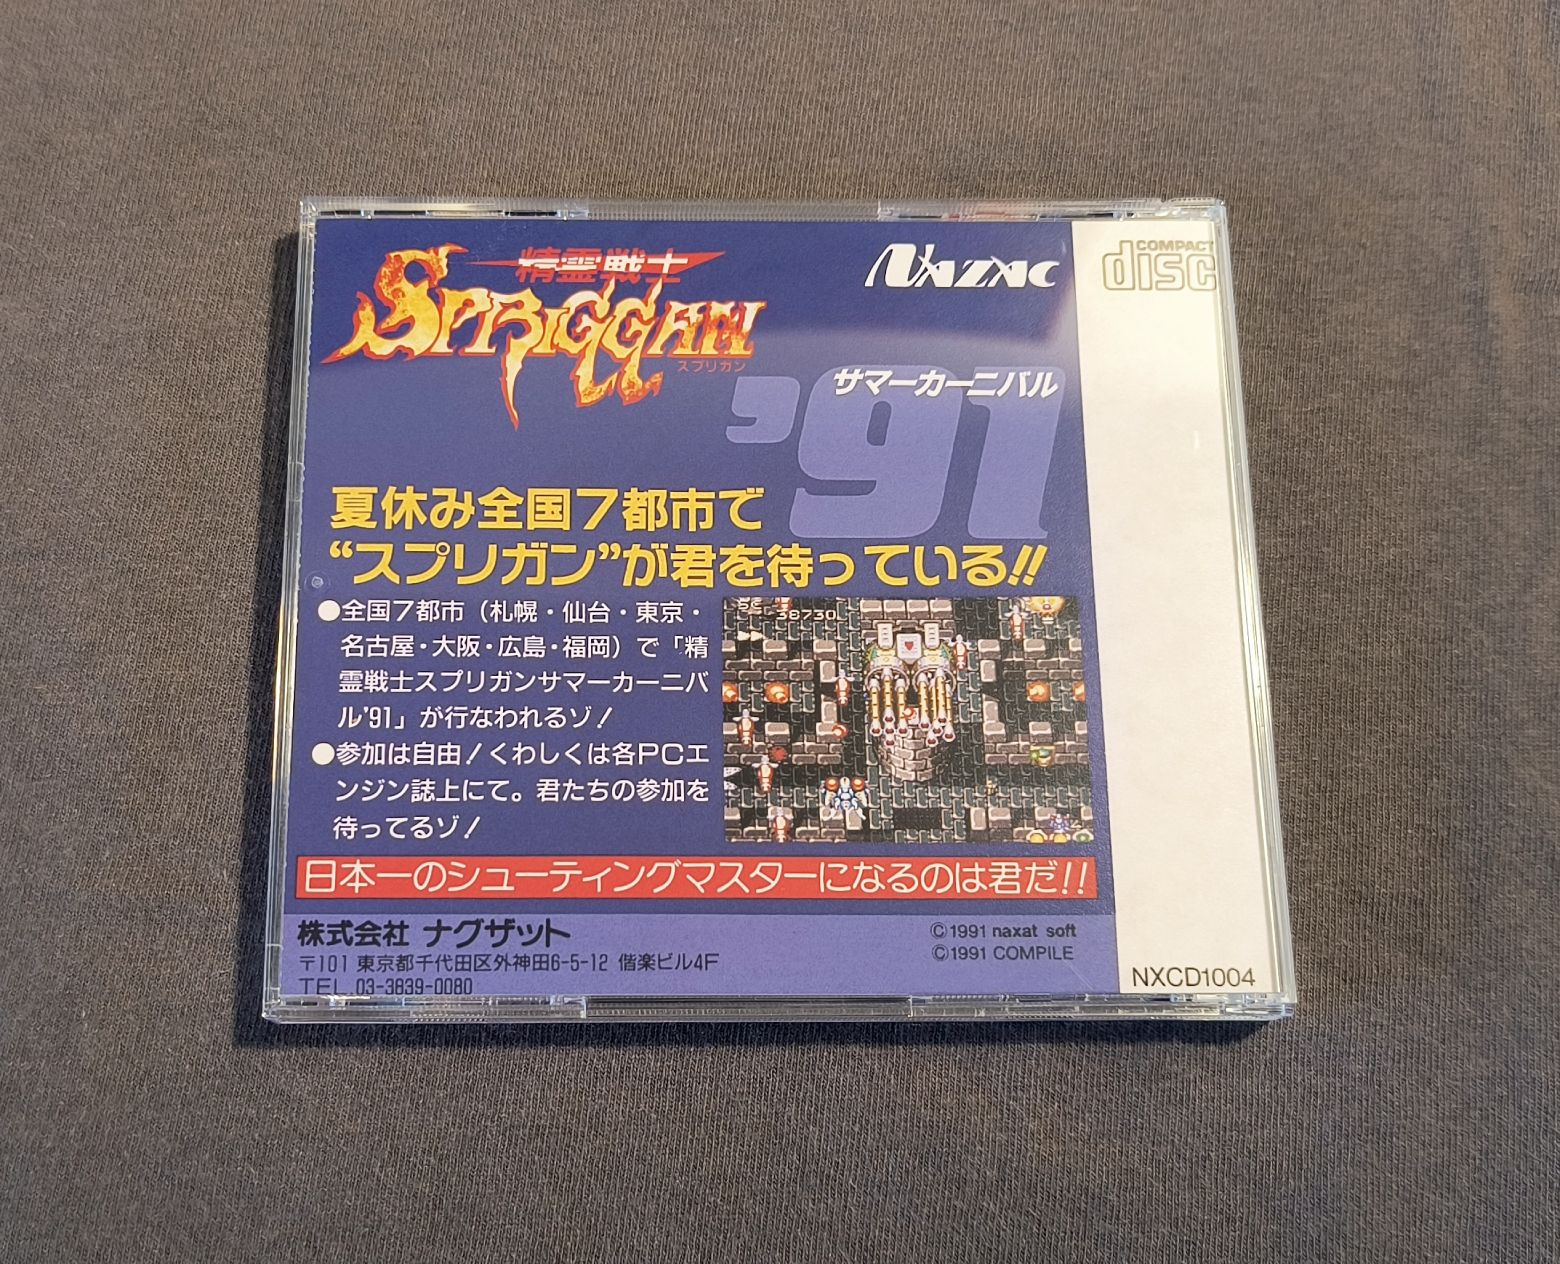 精霊戦士
SPRIGGAN
スプリガン
NAZAC
COMPACT
disc
サマーカーニバル
'91
夏休み全国7都市で
“スプリガン”が君を待っている!!
●全国7都市（札幌・仙台・東京・
名古屋・大阪・広島・福岡）で「精
霊戦士スプリガンサマーカーニバ
ル'91」が行なわれるゾ!
●参加は自由!くわしくは各PCエ
ンジン誌上にて。君たちの参加を
待ってるゾ!
38730
日本一のシューティングマスターになるのは君だ!!
株式会社 ナグザット
〒101 東京都千代田区外神田6-5-12 偕楽ビル4F
TEL.03-3839-0080
©1991 naxat soft
©1991 COMPILE
NXCD1004